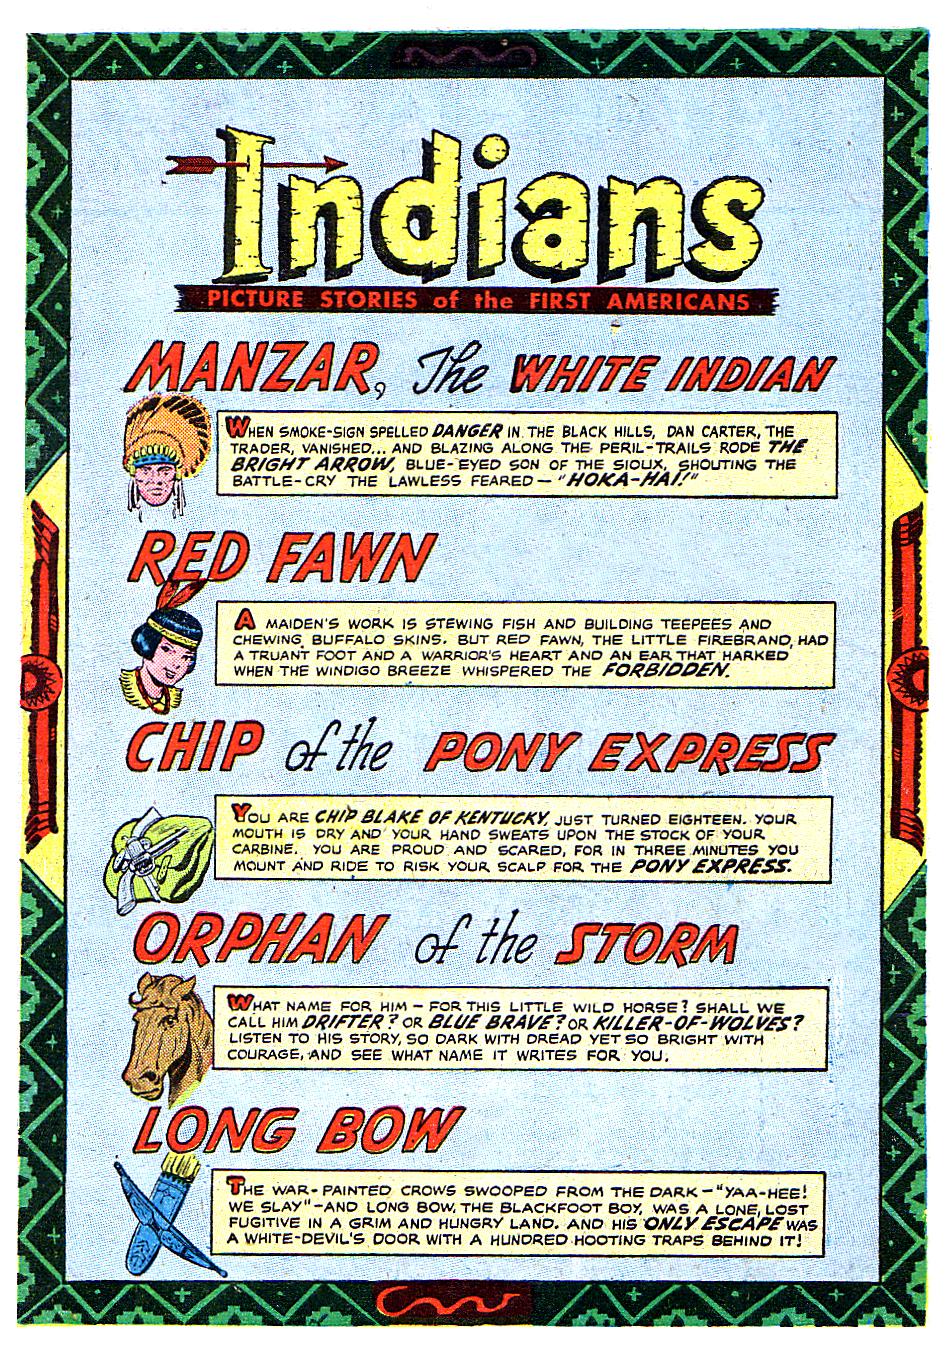 Indians
PICTURE STORIES of the FIRST AMERICANS
MANZAR, The WHITE INDIAN
WHEN SMOKE-SIGN SPELLED DANGER IN THE BLACK HILLS, DAN CARTER, THE
TRADER, VANISHED... AND BLAZING ALONG THE PERIL-TRAILS RODE THE
BRIGHT ARROW, BLUE-EYED SON OF THE SIOUX, SHOUTING THE
BATTLE-CRY THE LAWLESS FEARED — "HOKA-HAI!"
RED FAWN
A MAIDEN'S WORK IS STEWING FISH AND BUILDING TEEPEES AND
CHEWING BUFFALO SKINS. BUT RED FAWN, THE LITTLE FIREBRAND, HAD
A TRUANT FOOT AND A WARRIOR'S HEART AND AN EAR THAT HARKED
WHEN THE WINDIGO BREEZE WHISPERED THE FORBIDDEN.
CHIP of the PONY EXPRESS
YOU ARE CHIP BLAKE OF KENTUCKY, JUST TURNED EIGHTEEN. YOUR
MOUTH IS DRY AND YOUR HAND SWEATS UPON THE STOCK OF YOUR
CARBINE. YOU ARE PROUD AND SCARED, FOR IN THREE MINUTES YOU
MOUNT AND RIDE TO RISK YOUR SCALP FOR THE PONY EXPRESS.
ORPHAN of the STORM
WHAT NAME FOR HIM — FOR THIS LITTLE WILD HORSE? SHALL WE
CALL HIM DRIFTER? OR BLUE BRAVE? OR KILLER-OF-WOLVES?
LISTEN TO HIS STORY, SO DARK WITH DREAD YET SO BRIGHT WITH
COURAGE, AND SEE WHAT NAME IT WRITES FOR YOU.
LONG BOW
THE WAR-PAINTED CROWS SWOOPED FROM THE DARK — "YAA-HEE!
WE SLAY" — AND LONG BOW, THE BLACKFOOT BOY, WAS A LONE, LOST
FUGITIVE IN A GRIM AND HUNGRY LAND. AND HIS ONLY ESCAPE WAS
A WHITE-DEVIL'S DOOR WITH A HUNDRED HOOTING TRAPS BEHIND IT!